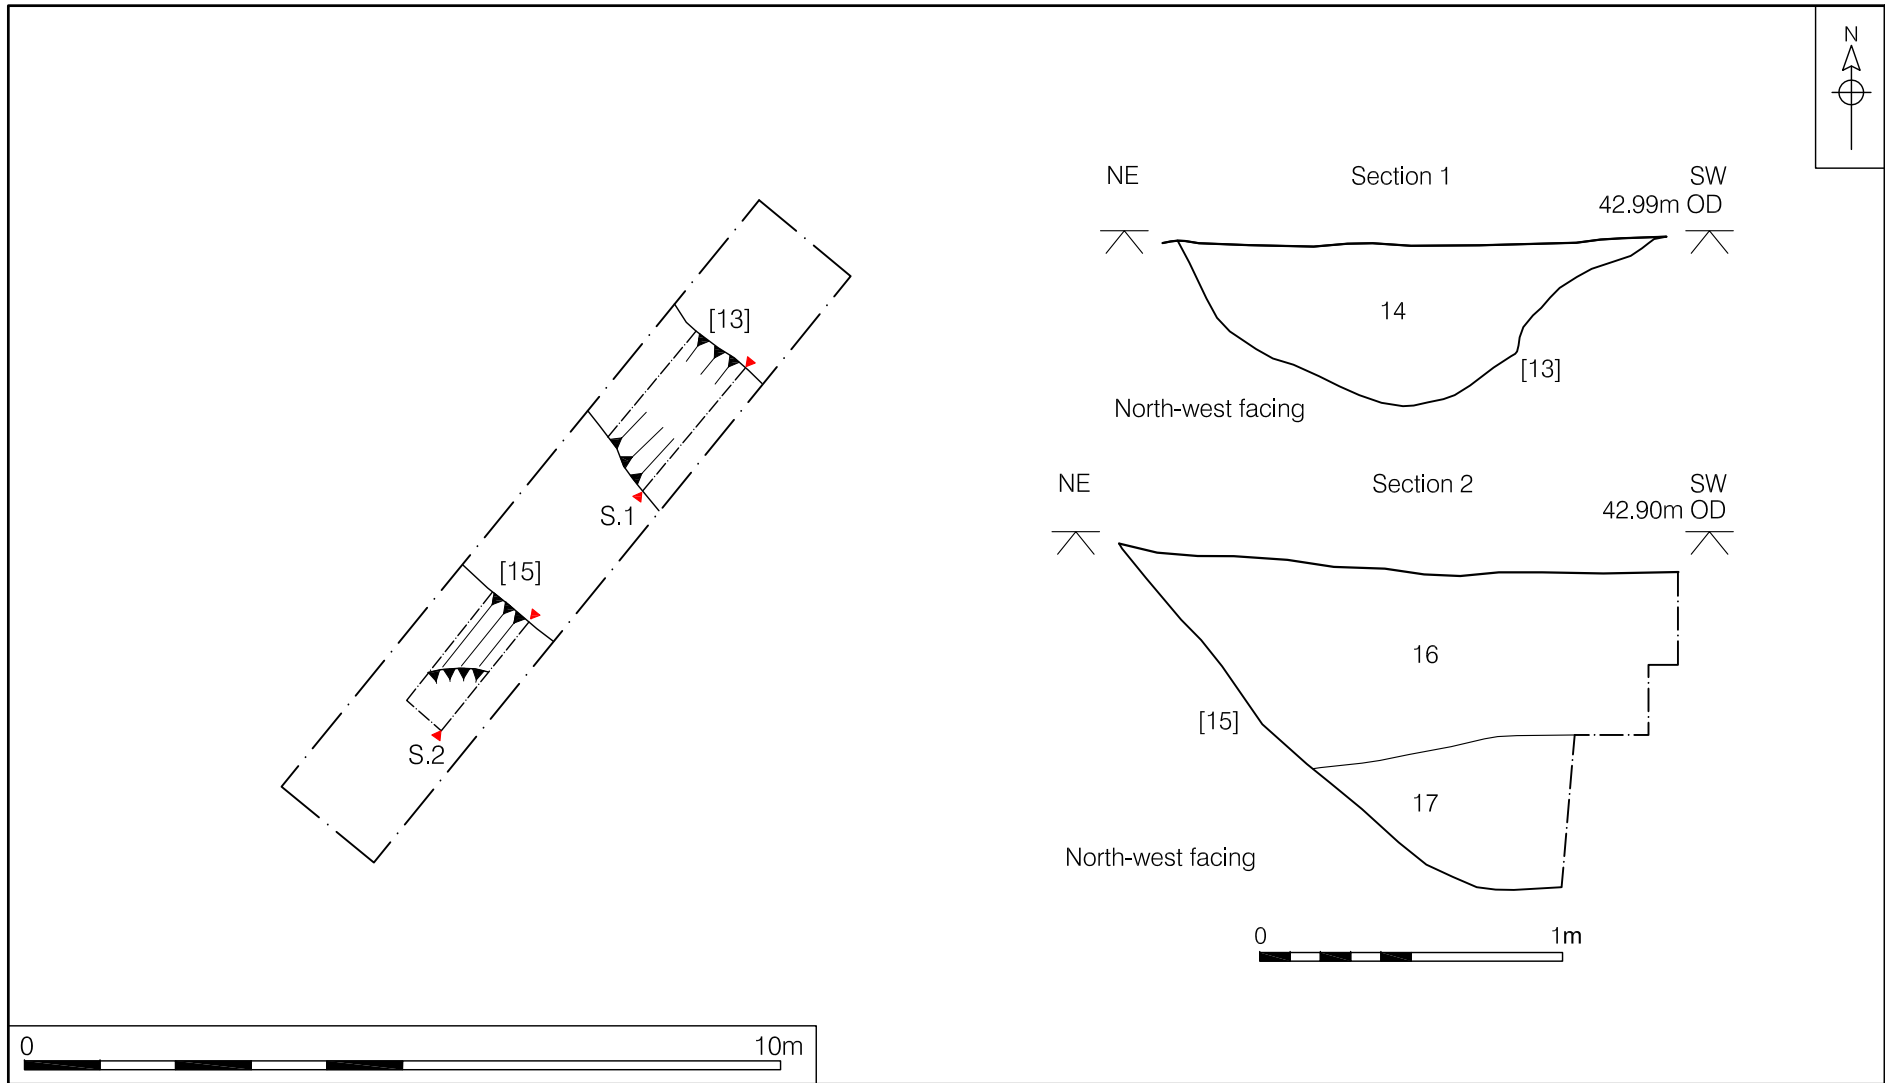 N
NE
Section 1
SW
42.99m OD
14
[13]
North-west facing
NE
Section 2
SW
42.90m OD
16
[15]
17
North-west facing
0
1m
[13]
S.1
[15]
S.2
0
10m